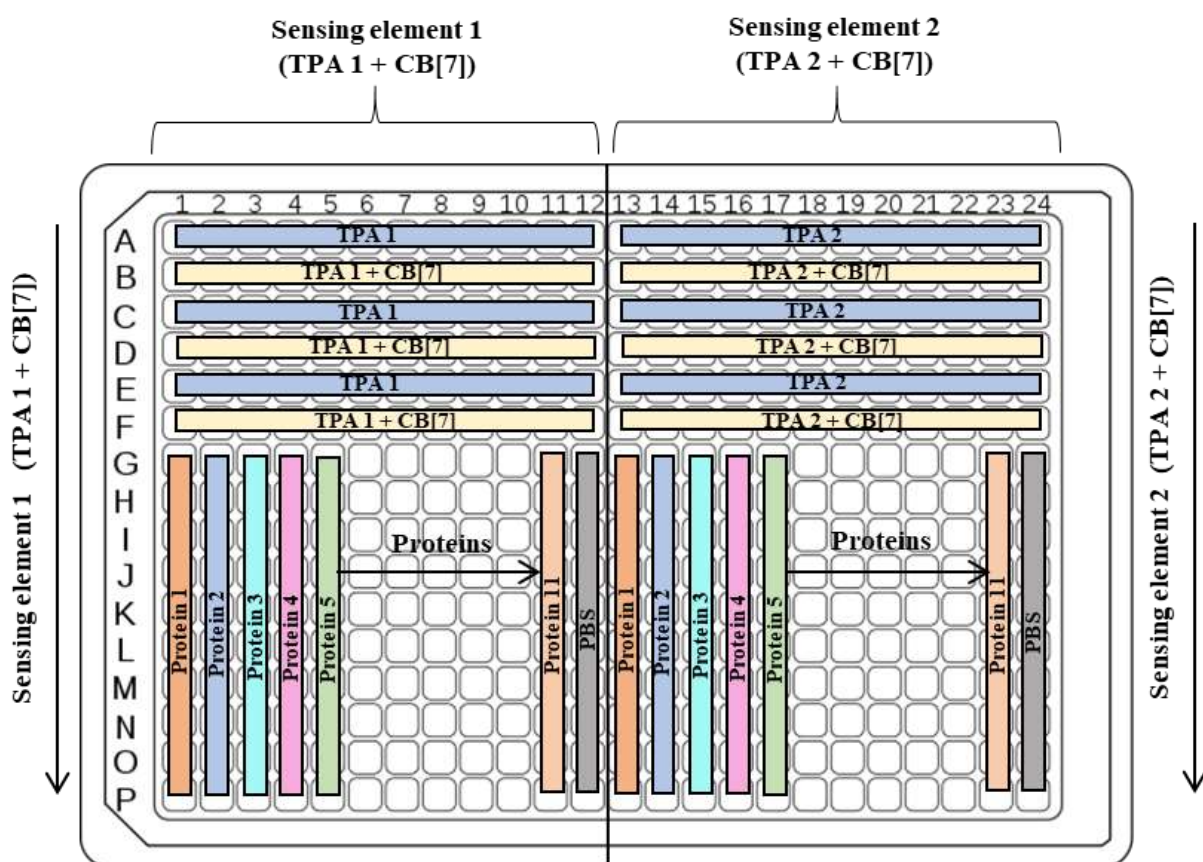 Sensing element 1
(TPA 1 + CB[7])
Sensing element 2
(TPA 2 + CB[7])
1 2 3 4 5 6 7 8 9 10 11 12 13 14 15 16 17 18 19 20 21 22 23 24
A TPA 1 TPA 2
B TPA 1 + CB[7] TPA 2 + CB[7]
C TPA 1 TPA 2
D TPA 1 + CB[7] TPA 2 + CB[7]
E TPA 1 TPA 2
F TPA 1 + CB[7] TPA 2 + CB[7]
G
H
I
J
K
L
M
N
O
P
Sensing element 1 (TPA 1 + CB[7])
Protein 1
Protein 2
Protein 3
Protein 4
Protein 5
Proteins
Protein 11
PBS
Protein 1
Protein 2
Protein 3
Protein 4
Protein 5
Proteins
Protein 11
PBS
Sensing element 2 (TPA 2 + CB[7])